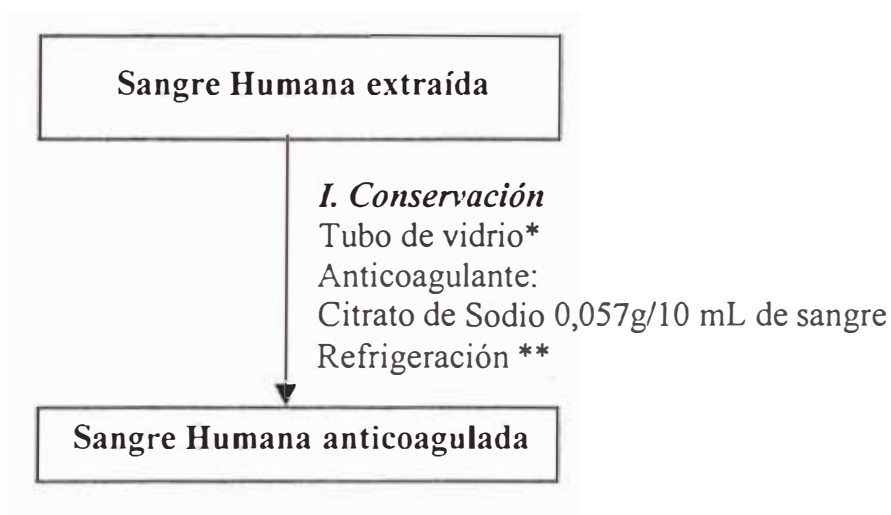 Sangre Humana extraída
I. Conservación
Tubo de vidrio*
Anticoagulante:
Citrato de Sodio 0,057g/10 mL de sangre
Refrigeración **
Sangre Humana anticoagulada